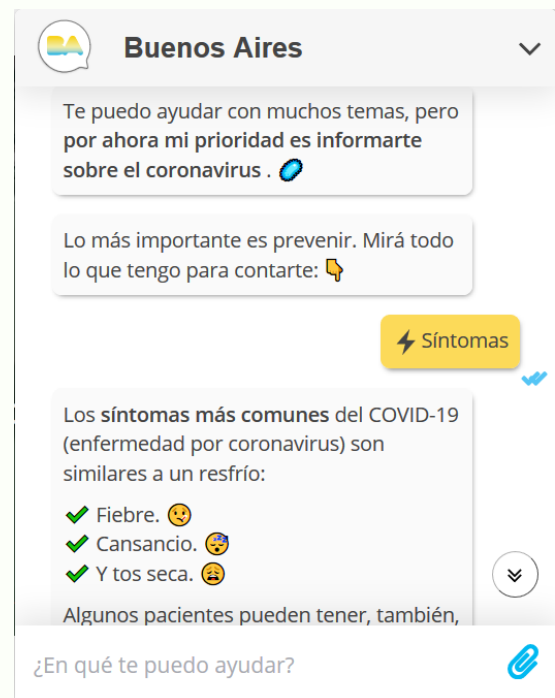 BA
Buenos Aires
Te puedo ayudar con muchos temas, pero
por ahora mi prioridad es informarte
sobre el coronavirus .
Lo más importante es prevenir. Mirá todo
lo que tengo para contarte:
Síntomas
Los síntomas más comunes del COVID-19
(enfermedad por coronavirus) son
similares a un resfrío:
Fiebre.
Cansancio.
Y tos seca.
Algunos pacientes pueden tener, también,
¿En qué te puedo ayudar?